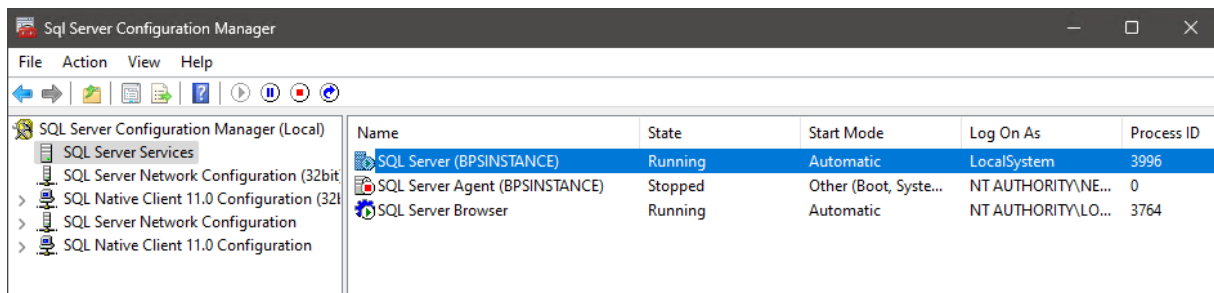 Sql Server Configuration Manager
File Action View Help
SQL Server Configuration Manager (Local)
SQL Server Services
SQL Server Network Configuration (32bit
SQL Native Client 11.0 Configuration (32
SQL Server Network Configuration
SQL Native Client 11.0 Configuration
Name State Start Mode Log On As Process ID
SQL Server (BPSINSTANCE) Running Automatic LocalSystem 3996
SQL Server Agent (BPSINSTANCE) Stopped Other (Boot, Syste... NT AUTHORITY\NE... 0
SQL Server Browser Running Automatic NT AUTHORITY\LO... 3764